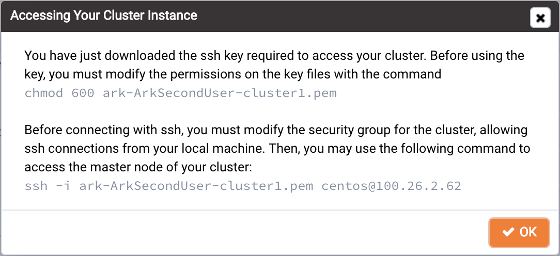 Accessing Your Cluster Instance
You have just downloaded the ssh key required to access your cluster. Before using the
key, you must modify the permissions on the key files with the command
chmod 600 ark-ArkSecondUser-cluster1.pem
Before connecting with ssh, you must modify the security group for the cluster, allowing
ssh connections from your local machine. Then, you may use the following command to
access the master node of your cluster:
ssh -i ark-ArkSecondUser-cluster1.pem centos@100.26.2.62
OK